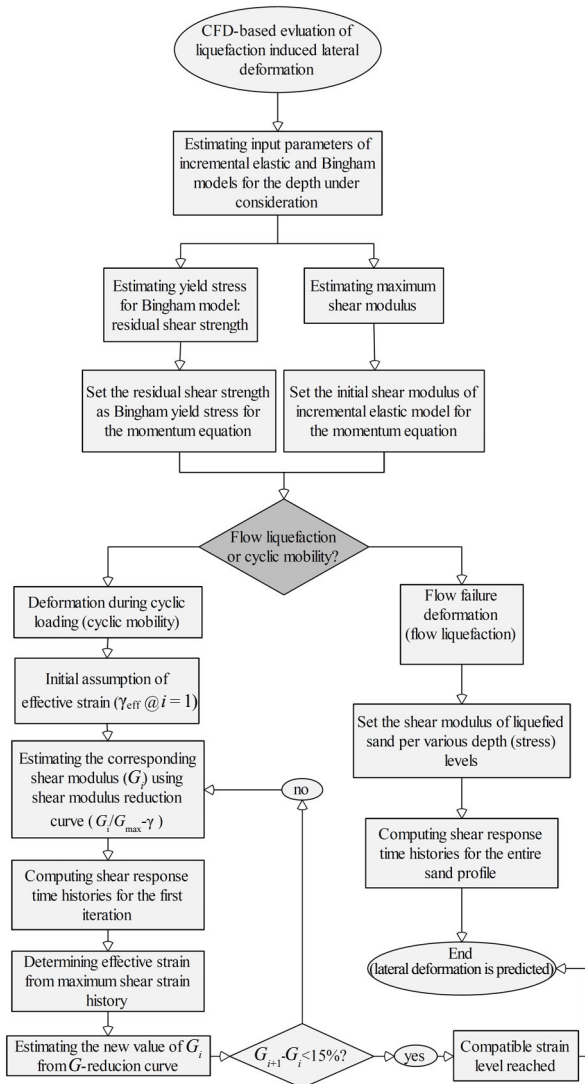 CFD-based evluation of
liquefaction induced lateral
deformation
Estimating input parameters of
incremental elastic and Bingham
models for the depth under
consideration
Estimating yield stress
for Bingham model:
residual shear strength
Estimating maximum
shear modulus
Set the residual shear strength
as Bingham yield stress for
the momentum equation
Set the initial shear modulus of
incremental elastic model for
the momentum equation
Flow liquefaction
or cyclic mobility?
Deformation during cyclic
loading (cyclic mobility)
Initial assumption of
effective strain (γeff @ i = 1)
Estimating the corresponding
shear modulus (Gi) using
shear modulus reduction
curve (Gi/Gmax-γ )
Computing shear response
time histories for the first
iteration
Determining effective strain
from maximum shear strain
history
Estimating the new value of Gi
from G-reducion curve
Gi+1-Gi<15%?
no
yes
Compatible strain
level reached
Flow failure
deformation
(flow liquefaction)
Set the shear modulus of liquefied
sand per various depth (stress)
levels
Computing shear response
time histories for the entire
sand profile
End
(lateral deformation is predicted)